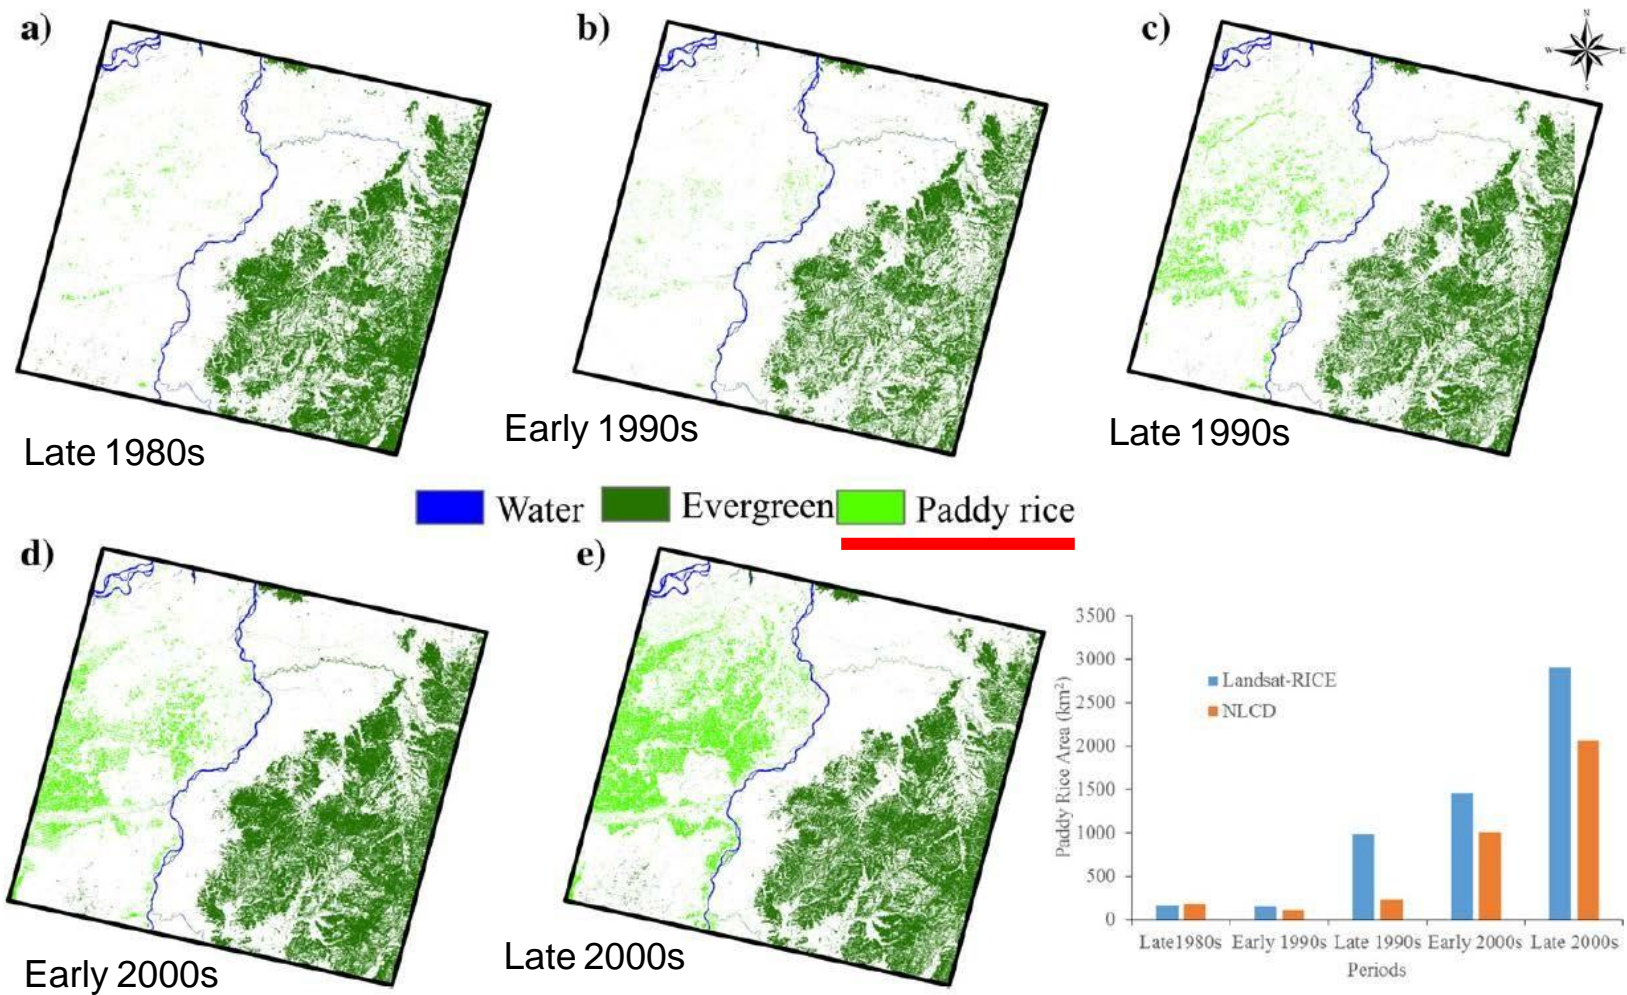 a)
b)
c)
N
W
E
S
Late 1980s
Early 1990s
Late 1990s
Water
Evergreen
Paddy rice
d)
e)
Early 2000s
Late 2000s
3500
3000
2500
2000
1500
1000
500
0
Paddy Rice Area (km²)
Landsat-RICE
NLCD
Late1980s Early 1990s Late 1990s Early 2000s Late 2000s
Periods